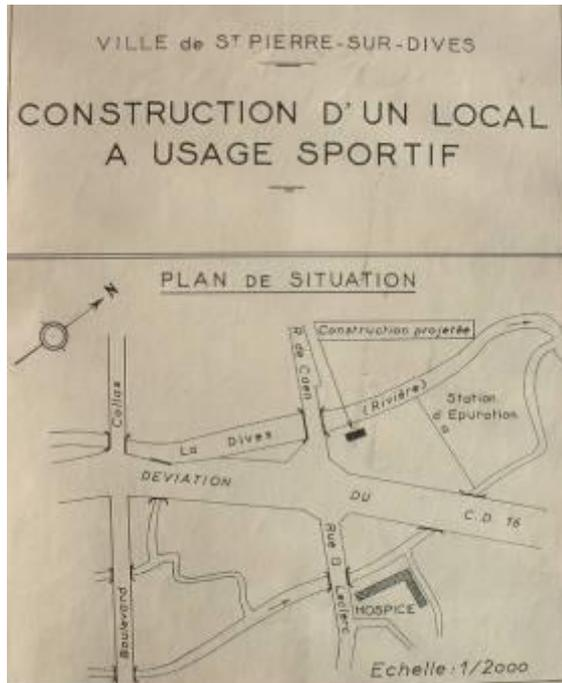 VILLE de ST PIERRE-SUR-DIVES
CONSTRUCTION D'UN LOCAL
A USAGE SPORTIF
PLAN DE SITUATION
N
Construction projetée
R. de Caen
Collas
(Rivière)
Station
d'Epuration
La Dives
DEVIATION
DU
C.D. 16
Rue G
Leclerc
HOSPICE
Boulevard
Echelle: 1/2000